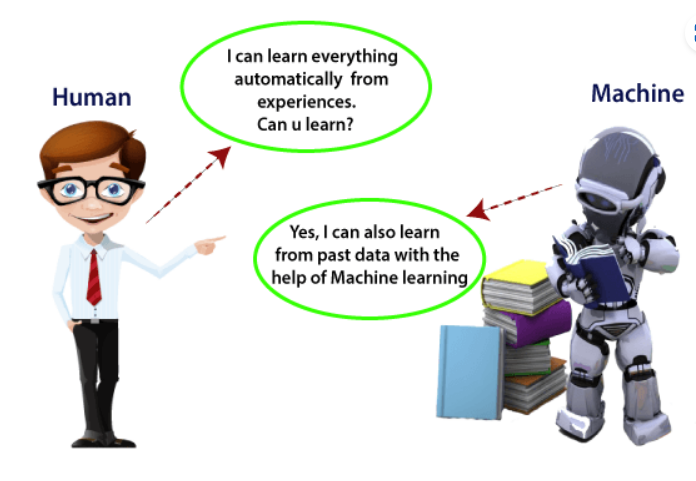 Human
I can learn everything
automatically from
experiences.
Can u learn?
Machine
Yes, I can also learn
from past data with the
help of Machine learning